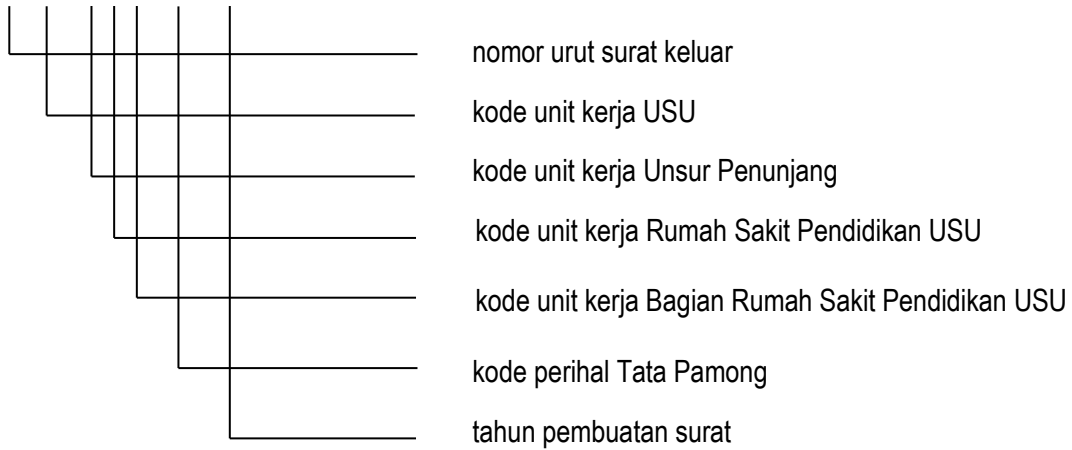 nomor urut surat keluar
kode unit kerja USU
kode unit kerja Unsur Penunjang
kode unit kerja Rumah Sakit Pendidikan USU
kode unit kerja Bagian Rumah Sakit Pendidikan USU
kode perihal Tata Pamong
tahun pembuatan surat